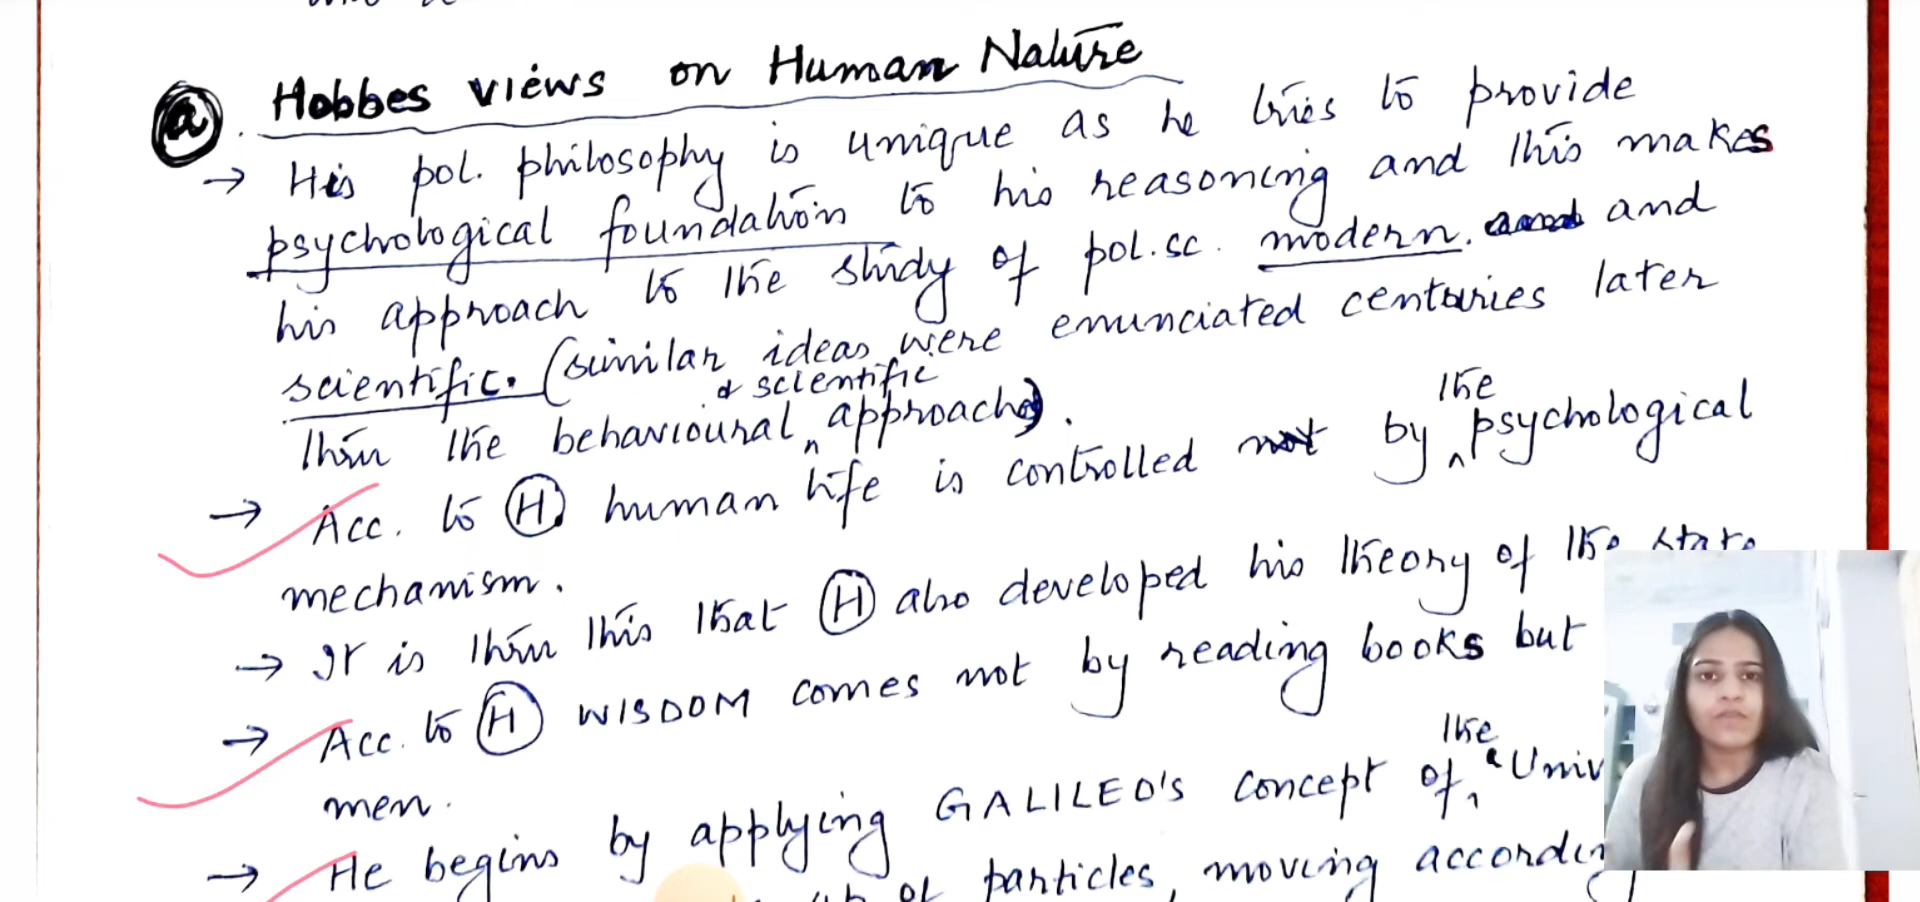 ⓐ. Hobbes views on Human Nature
→ His pol. philosophy is unique as he tries to provide
psychological foundation to his reasoning and this makes
his approach to the study of pol.sc. modern. and
scientific. (similar ideas were enunciated centuries later
& scientific
thru the behavioural ^ approach).
→ Acc. to Ⓗ human life is controlled by ^ the psychological
mechanism.
→ It is thru this that Ⓗ also developed his theory of the state
→ Acc. to Ⓗ WISDOM comes not by reading books but
men.
→ He begins by applying GALILEO's concept of ^ the
of particles, moving